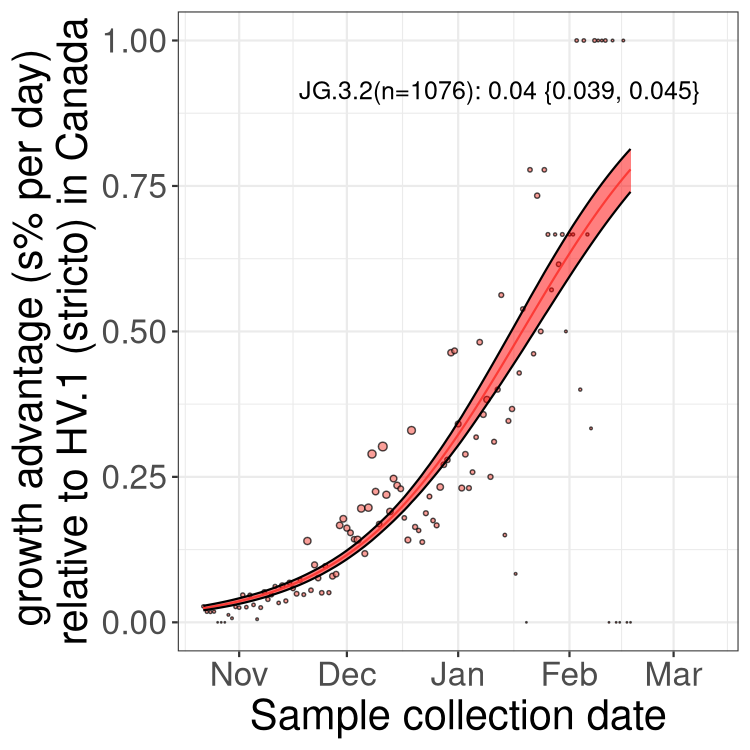 growth advantage (s% per day)
relative to HV.1 (stricto) in Canada
1.00
0.75
0.50
0.25
0.00
JG.3.2(n=1076): 0.04 {0.039, 0.045}
Nov Dec Jan Feb Mar
Sample collection date